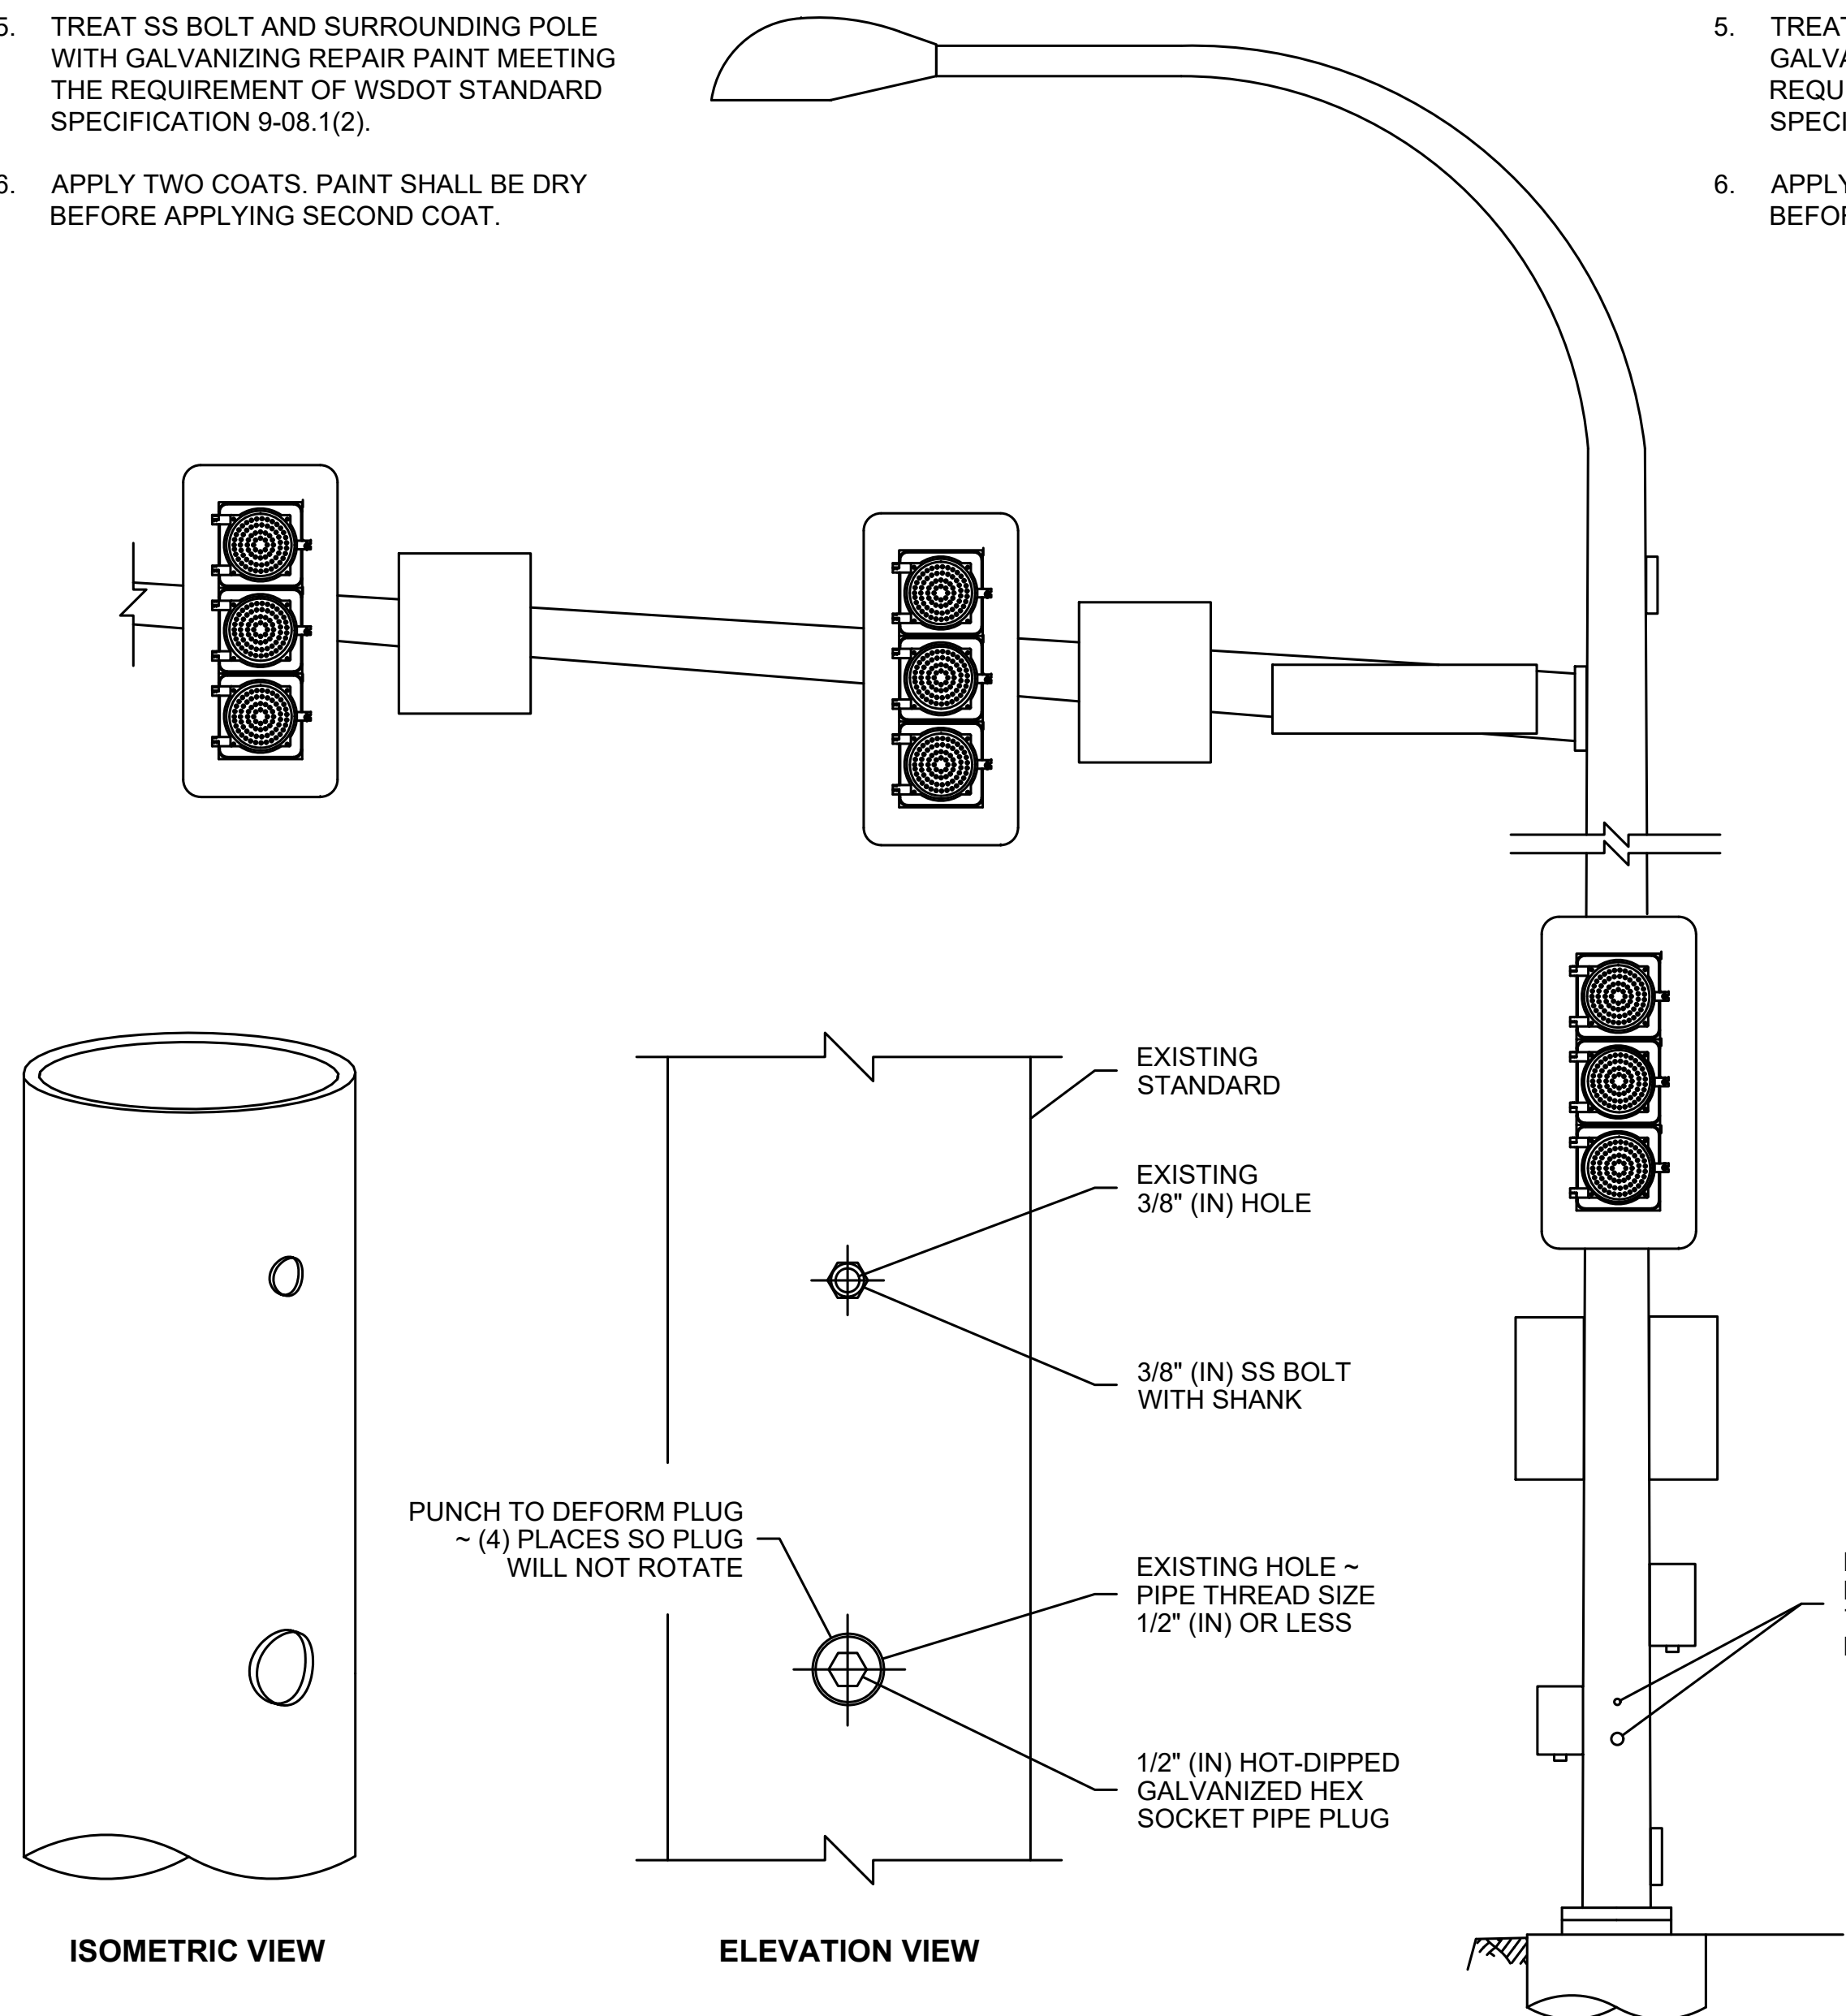 5. TREAT SS BOLT AND SURROUNDING POLE
WITH GALVANIZING REPAIR PAINT MEETING
THE REQUIREMENT OF WSDOT STANDARD
SPECIFICATION 9-08.1(2).
6. APPLY TWO COATS. PAINT SHALL BE DRY
BEFORE APPLYING SECOND COAT.
5.
6. APPLY
EXISTING
STANDARD
EXISTING
3/8" (IN) HOLE
3/8" (IN) SS BOLT
WITH SHANK
PUNCH TO DEFORM PLUG
~ (4) PLACES SO PLUG
WILL NOT ROTATE
EXISTING HOLE ~
PIPE THREAD SIZE
1/2" (IN) OR LESS
1/2" (IN) HOT-DIPPED
GALVANIZED HEX
SOCKET PIPE PLUG
ISOMETRIC VIEW
ELEVATION VIEW